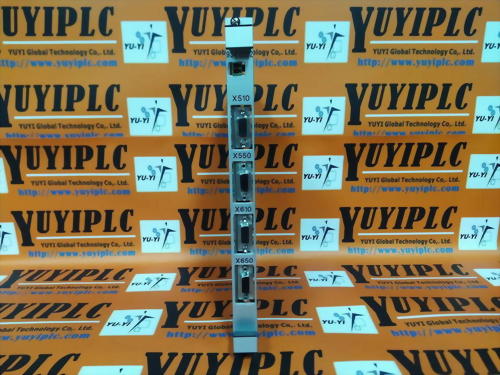 YUYIPLC
YUYI Global Technology Co,. Ltd.
http://www.yuyiplc.com
YU-YI
X510
X550
X610
X650